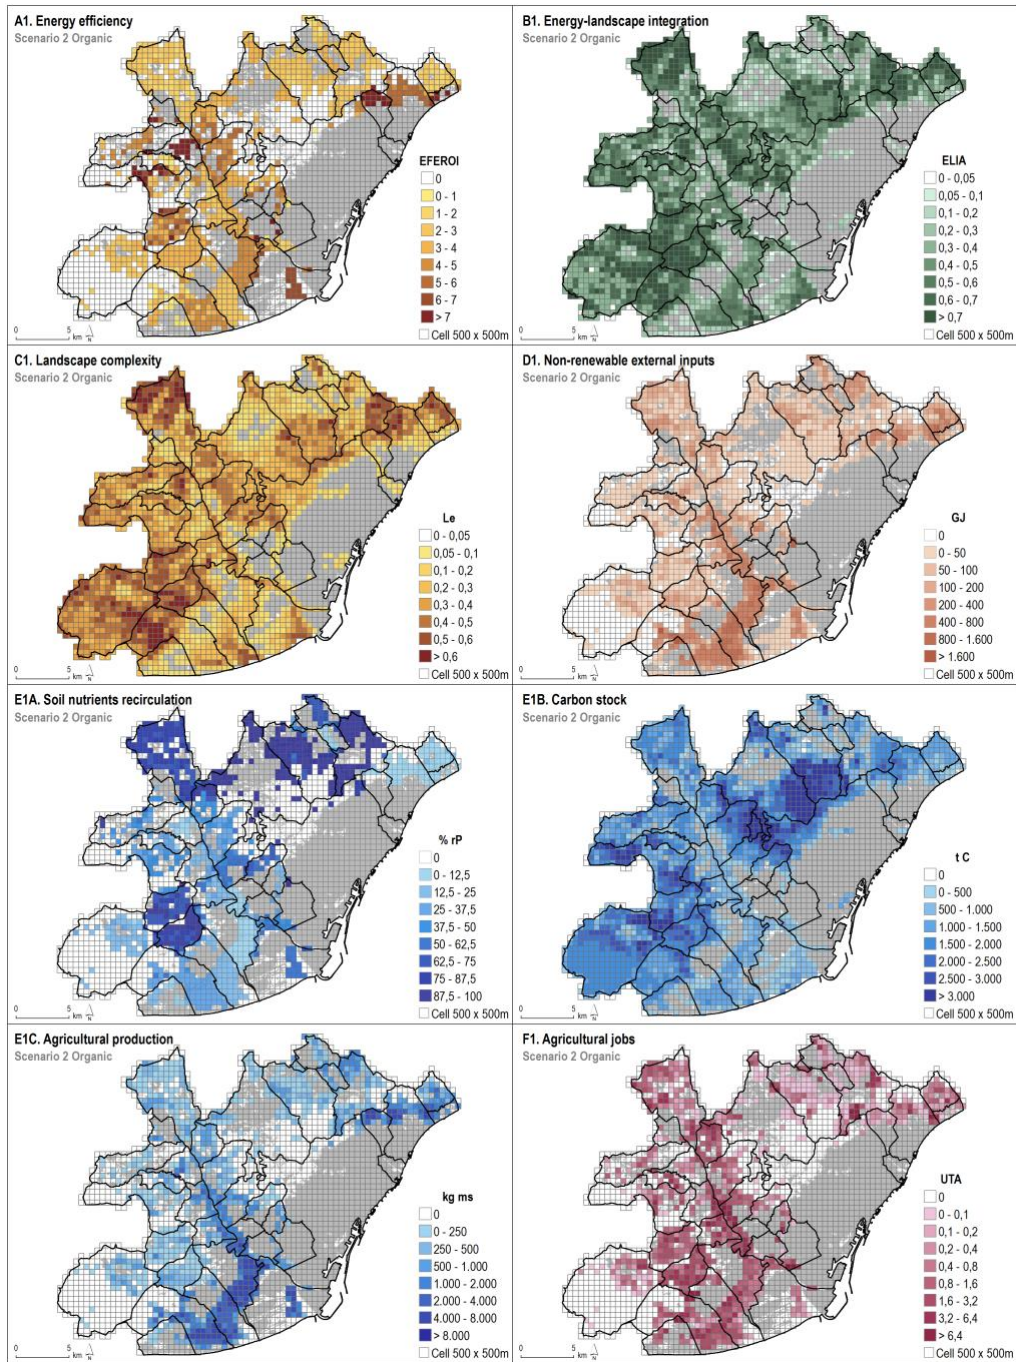 A1. Energy efficiency
Scenario 2 Organic
EFEROI
0
0 - 1
1 - 2
2 - 3
3 - 4
4 - 5
5 - 6
6 - 7
> 7
Cell 500 x 500m
0 5 km N
B1. Energy-landscape integration
Scenario 2 Organic
ELIA
0 - 0,05
0,05 - 0,1
0,1 - 0,2
0,2 - 0,3
0,3 - 0,4
0,4 - 0,5
0,5 - 0,6
0,6 - 0,7
> 0,7
Cell 500 x 500m
0 5 km N
C1. Landscape complexity
Scenario 2 Organic
Le
0 - 0,05
0,05 - 0,1
0,1 - 0,2
0,2 - 0,3
0,3 - 0,4
0,4 - 0,5
0,5 - 0,6
> 0,6
Cell 500 x 500m
0 5 km N
D1. Non-renewable external inputs
Scenario 2 Organic
GJ
0
0 - 50
50 - 100
100 - 200
200 - 400
400 - 800
800 - 1.600
> 1.600
Cell 500 x 500m
0 5 km N
E1A. Soil nutrients recirculation
Scenario 2 Organic
% rP
0
0 - 12,5
12,5 - 25
25 - 37,5
37,5 - 50
50 - 62,5
62,5 - 75
75 - 87,5
87,5 - 100
Cell 500 x 500m
0 5 km N
E1B. Carbon stock
Scenario 2 Organic
t C
0
0 - 500
500 - 1.000
1.000 - 1.500
1.500 - 2.000
2.000 - 2.500
2.500 - 3.000
> 3.000
Cell 500 x 500m
0 5 km N
E1C. Agricultural production
Scenario 2 Organic
kg ms
0
0 - 250
250 - 500
500 - 1.000
1.000 - 2.000
2.000 - 4.000
4.000 - 8.000
> 8.000
Cell 500 x 500m
0 5 km N
F1. Agricultural jobs
Scenario 2 Organic
UTA
0
0 - 0,1
0,1 - 0,2
0,2 - 0,4
0,4 - 0,8
0,8 - 1,6
1,6 - 3,2
3,2 - 6,4
> 6,4
Cell 500 x 500m
0 5 km N